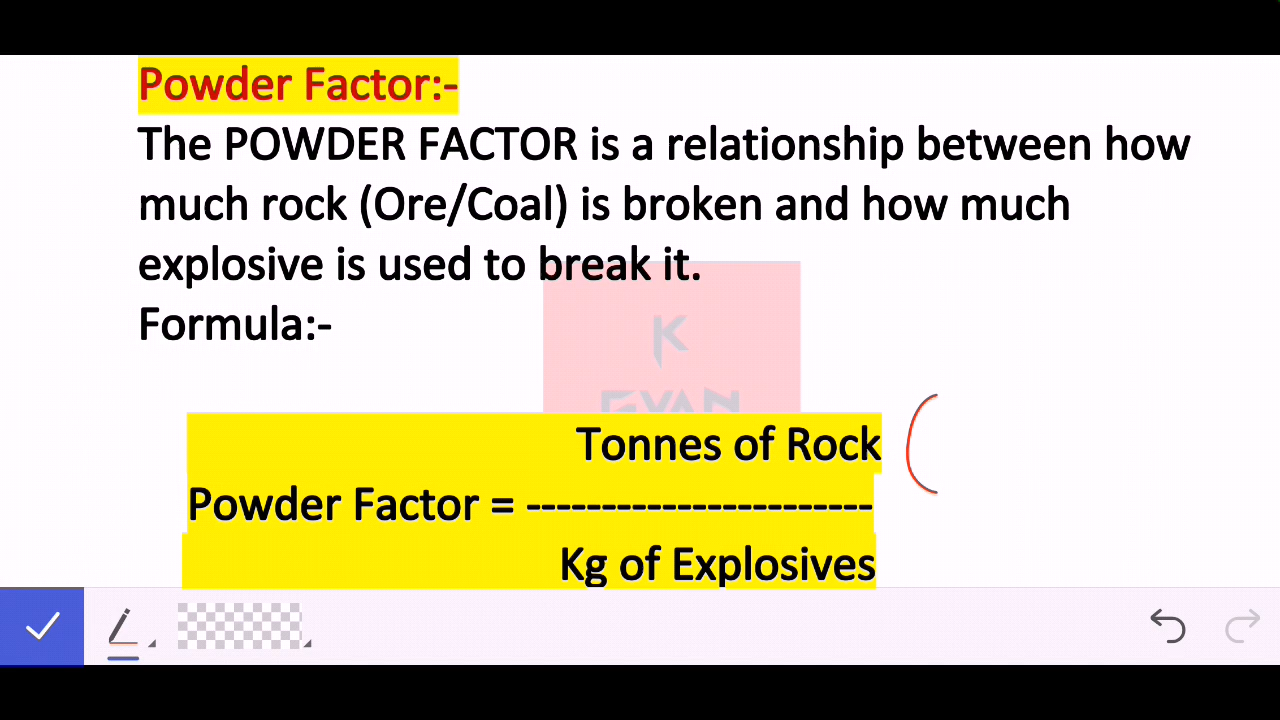 Powder Factor:-
The POWDER FACTOR is a relationship between how
much rock (Ore/Coal) is broken and how much
explosive is used to break it.
Formula:-
K
GYAN
Tonnes of Rock
Powder Factor = -----------------------
Kg of Explosives